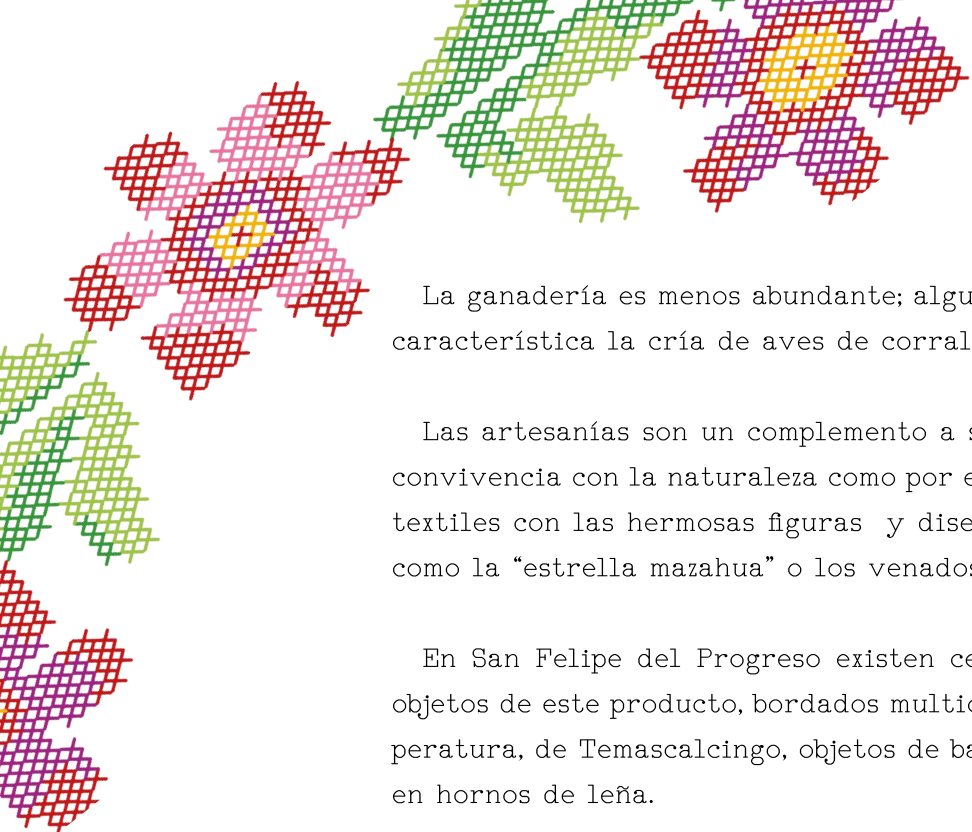 La ganadería es menos abundante; algu
característica la cría de aves de corral
Las artesanías son un complemento a s
convivencia con la naturaleza como por e
textiles con las hermosas figuras y dise
como la “estrella mazahua” o los venados
En San Felipe del Progreso existen ce
objetos de este producto, bordados multic
peratura, de Temascalcingo, objetos de ba
en hornos de leña.